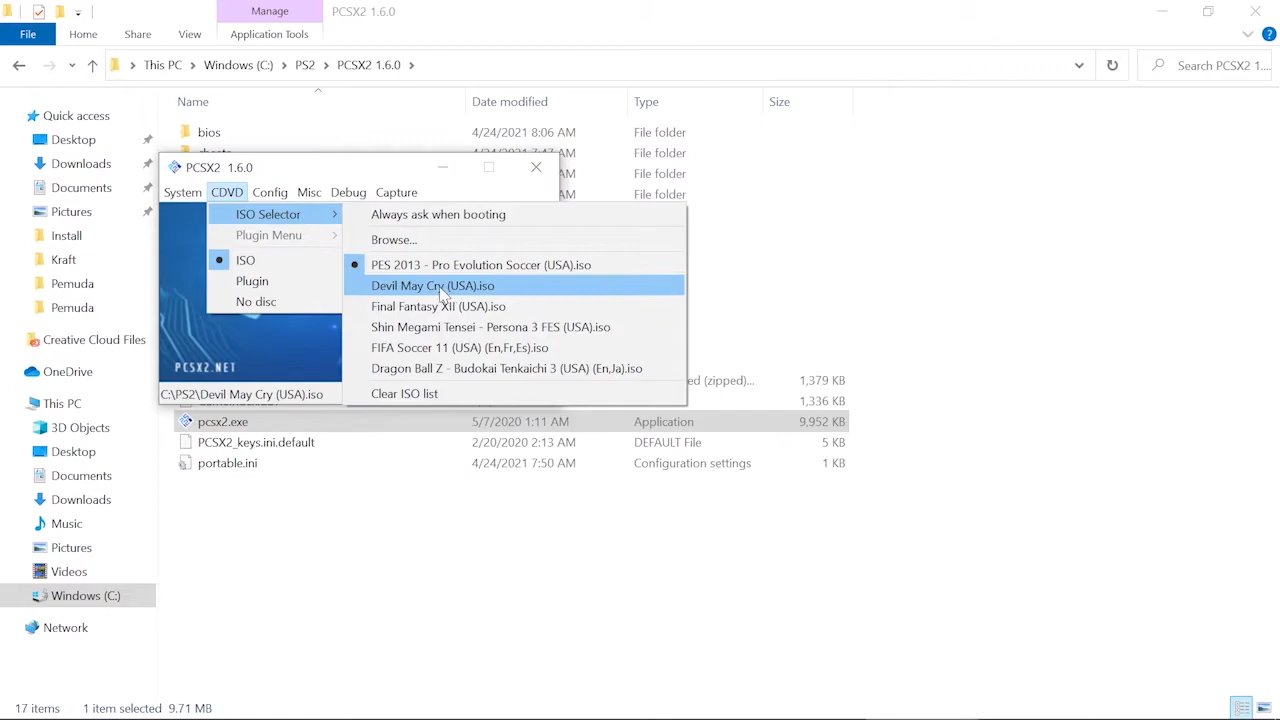 Manage
PCSX2 1.6.0
File
Home
Share
View
Application Tools
This PC
Windows (C:)
PS2
PCSX2 1.6.0
Search PCSX2 1....
Name
Date modified
Type
Size
Quick access
Desktop
Downloads
Documents
Pictures
Install
Kraft
Pemuda
Pemuda
Creative Cloud Files
OneDrive
This PC
3D Objects
Desktop
Documents
Downloads
Music
Pictures
Videos
Windows (C:)
Network
bios
4/24/2021 8:06 AM
File folder
AM
File folder
AM
File folder
AM
File folder
PCSX2 1.6.0
System
CDVD
Config
Misc
Debug
Capture
ISO Selector
Plugin Menu
ISO
Plugin
No disc
Always ask when booting
Browse...
PES 2013 - Pro Evolution Soccer (USA).iso
Devil May Cry (USA).iso
Final Fantasy XII (USA).iso
Shin Megami Tensei - Persona 3 FES (USA).iso
FIFA Soccer 11 (USA) (En,Fr,Es).iso
Dragon Ball Z - Budokai Tenkaichi 3 (USA) (En,Ja).iso
Clear ISO list
PCSX2.NET
C:\PS2\Devil May Cry (USA).iso
ed (zipped)...
1,379 KB
1,336 KB
pcsx2.exe
5/7/2020 1:11 AM
Application
9,952 KB
PCSX2_keys.ini.default
2/20/2020 2:13 AM
DEFAULT File
5 KB
portable.ini
4/24/2021 7:50 AM
Configuration settings
1 KB
17 items
1 item selected 9.71 MB